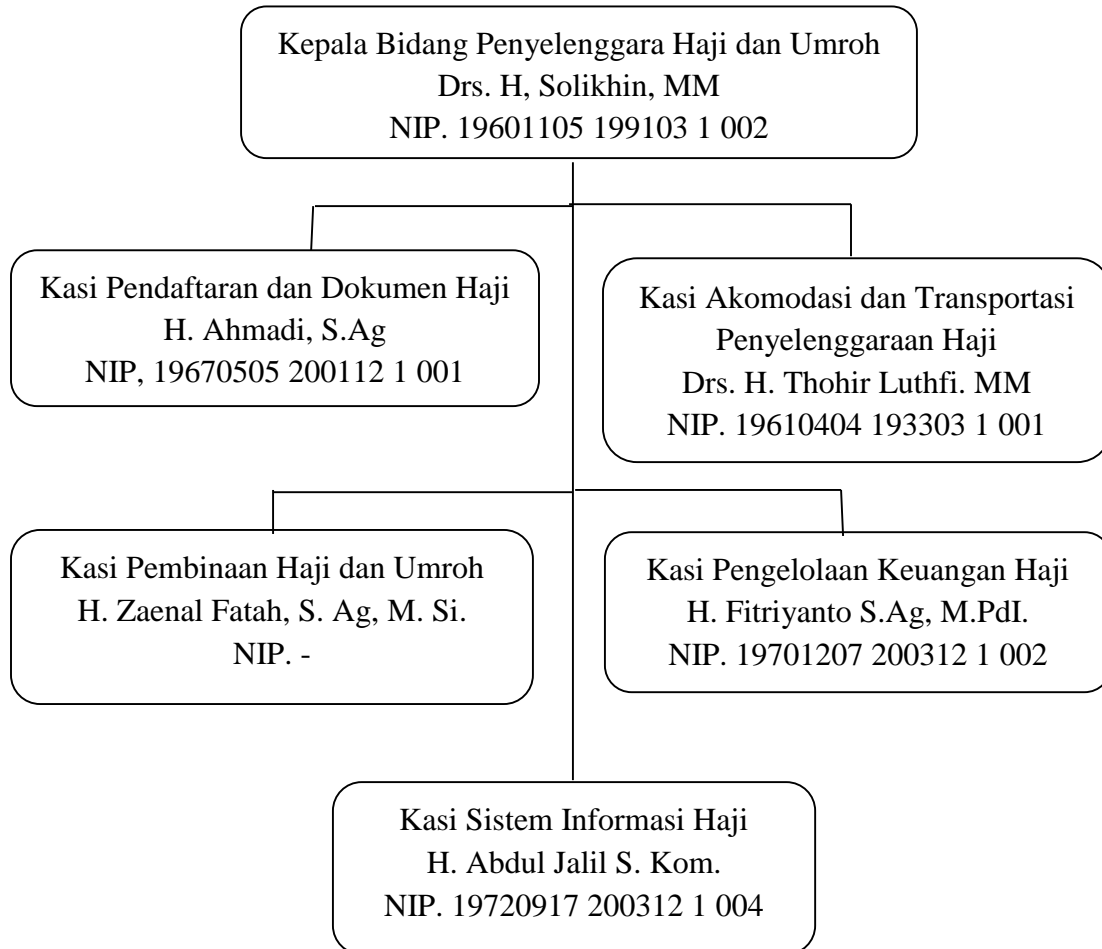 Kepala Bidang Penyelenggara Haji dan Umroh
Drs. H, Solikhin, MM
NIP. 19601105 199103 1 002
Kasi Pendaftaran dan Dokumen Haji
H. Ahmadi, S.Ag
NIP, 19670505 200112 1 001
Kasi Akomodasi dan Transportasi
Penyelenggaraan Haji
Drs. H. Thohir Luthfi. MM
NIP. 19610404 193303 1 001
Kasi Pembinaan Haji dan Umroh
H. Zaenal Fatah, S. Ag, M. Si.
NIP. -
Kasi Pengelolaan Keuangan Haji
H. Fitriyanto S.Ag, M.PdI.
NIP. 19701207 200312 1 002
Kasi Sistem Informasi Haji
H. Abdul Jalil S. Kom.
NIP. 19720917 200312 1 004